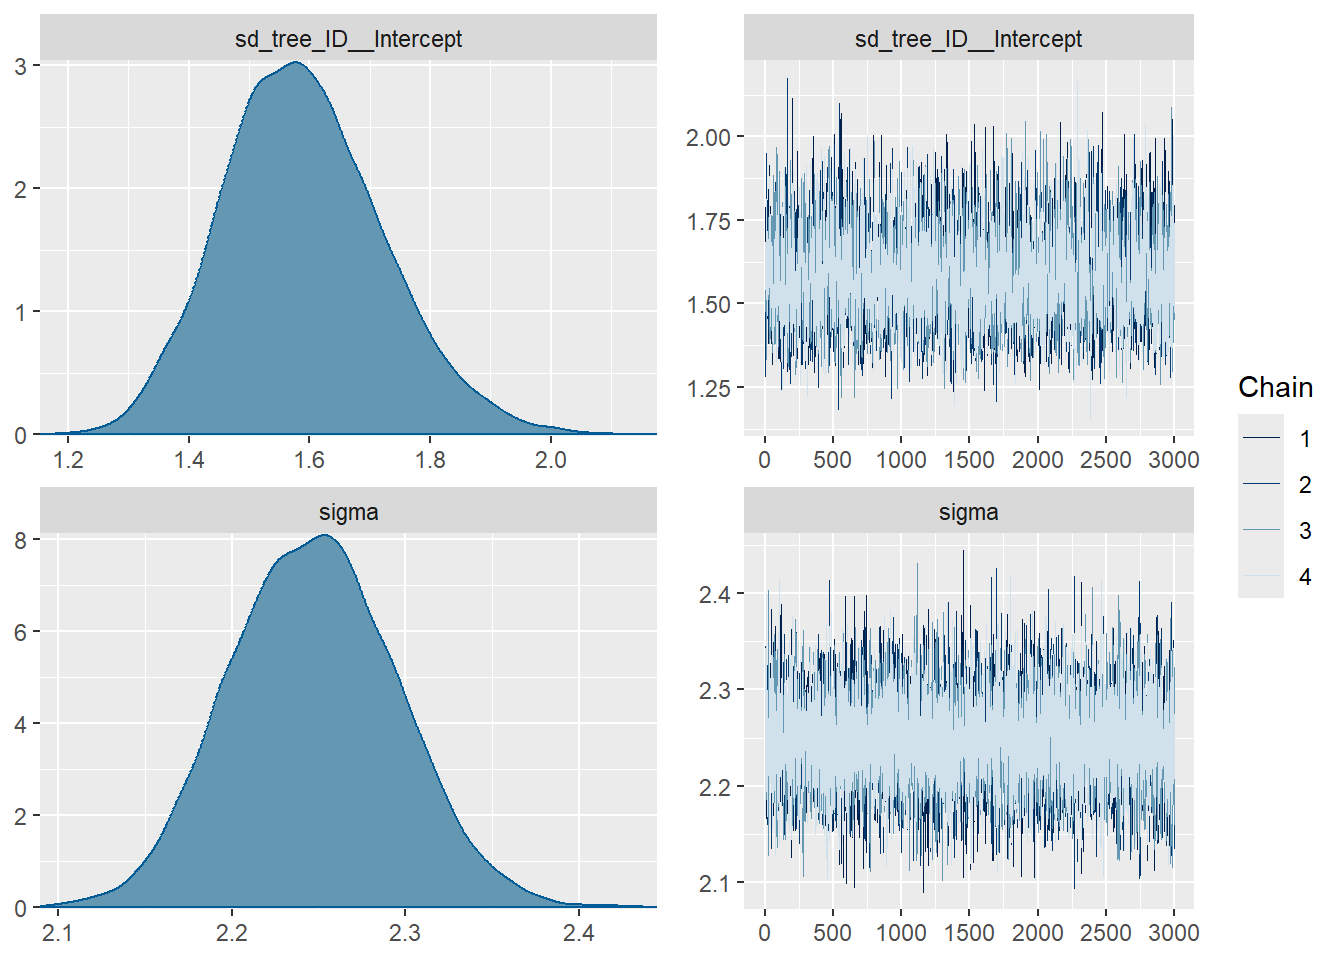 sd_tree_ID__Intercept
3
2
1
0
1.2 1.4 1.6 1.8 2.0
sd_tree_ID__Intercept
2.00
1.75
1.50
1.25
0 500 1000 1500 2000 2500 3000
sigma
8
6
4
2
0
2.1 2.2 2.3 2.4
sigma
2.4
2.3
2.2
2.1
0 500 1000 1500 2000 2500 3000
Chain
1
2
3
4